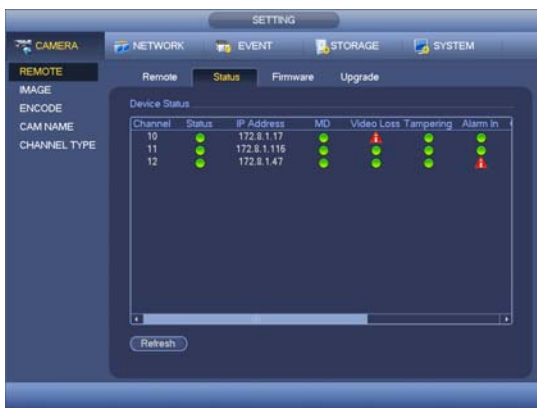 SETTING
CAMERA NETWORK EVENT STORAGE SYSTEM
REMOTE
IMAGE
ENCODE
CAM NAME
CHANNEL TYPE
Remote Status Firmware Upgrade
Device Status
Channel Status IP Address MD Video Loss Tampering Alarm In
10 172.8.1.17
11 172.8.1.116
12 172.8.1.47
Refresh